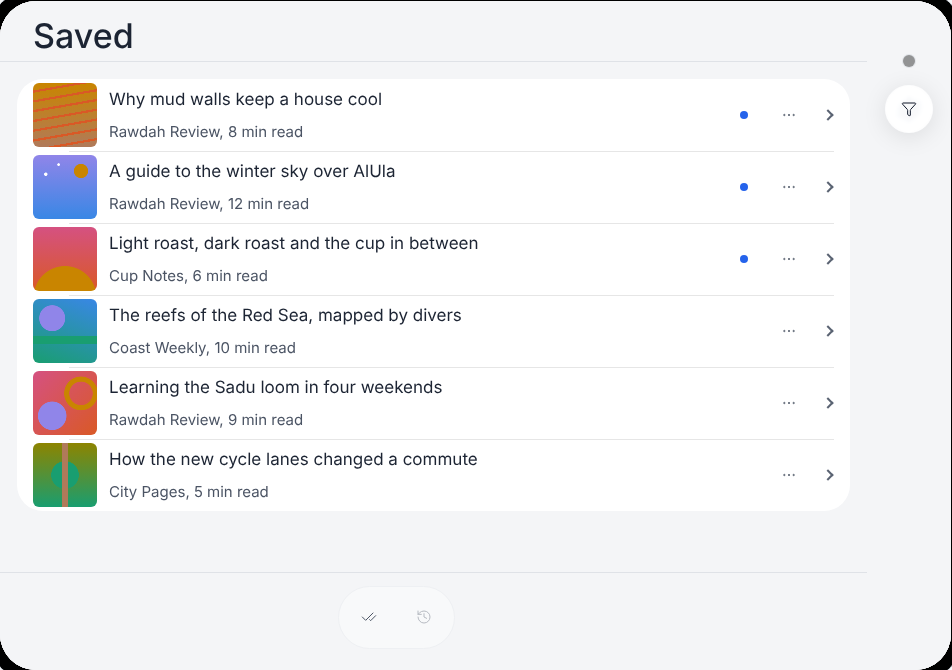 Saved
Why mud walls keep a house cool
Rawdah Review, 8 min read
A guide to the winter sky over AlUla
Rawdah Review, 12 min read
Light roast, dark roast and the cup in between
Cup Notes, 6 min read
The reefs of the Red Sea, mapped by divers
Coast Weekly, 10 min read
Learning the Sadu loom in four weekends
Rawdah Review, 9 min read
How the new cycle lanes changed a commute
City Pages, 5 min read